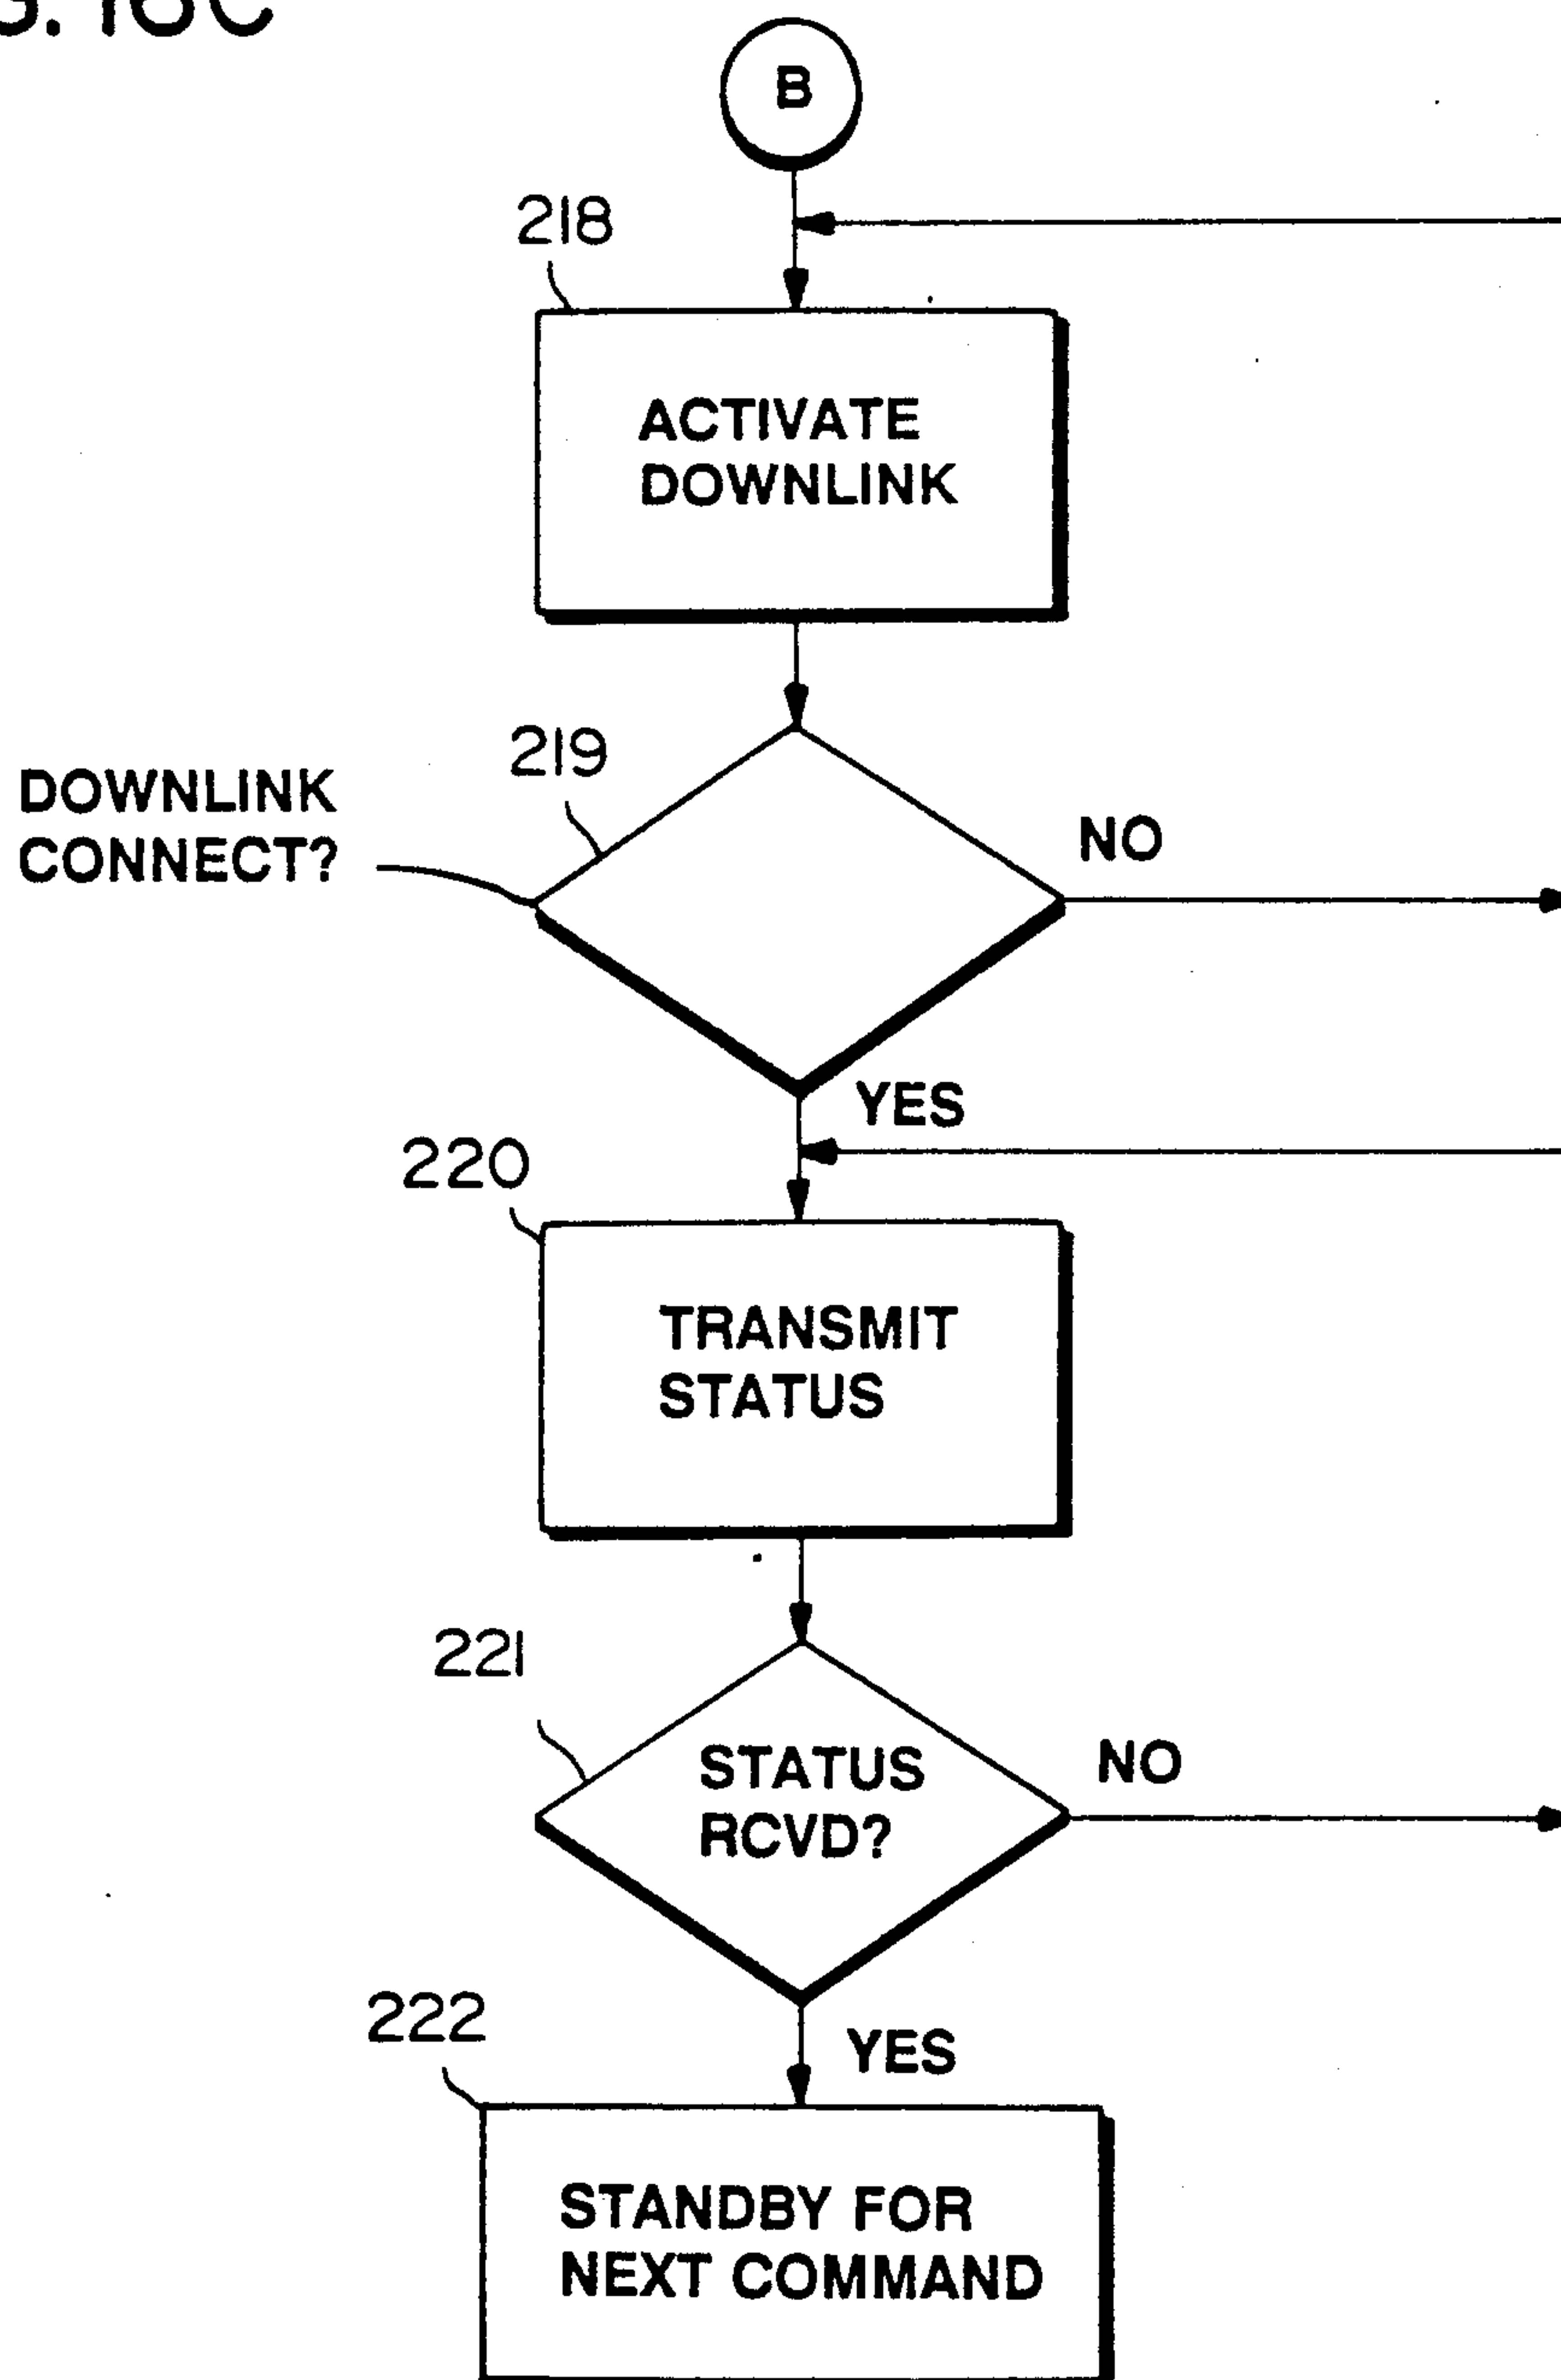 B
218
ACTIVATE
DOWNLINK
219
DOWNLINK
CONNECT?
NO
YES
220
TRANSMIT
STATUS
221
STATUS
RCVD?
NO
222
YES
STANDBY FOR
NEXT COMMAND